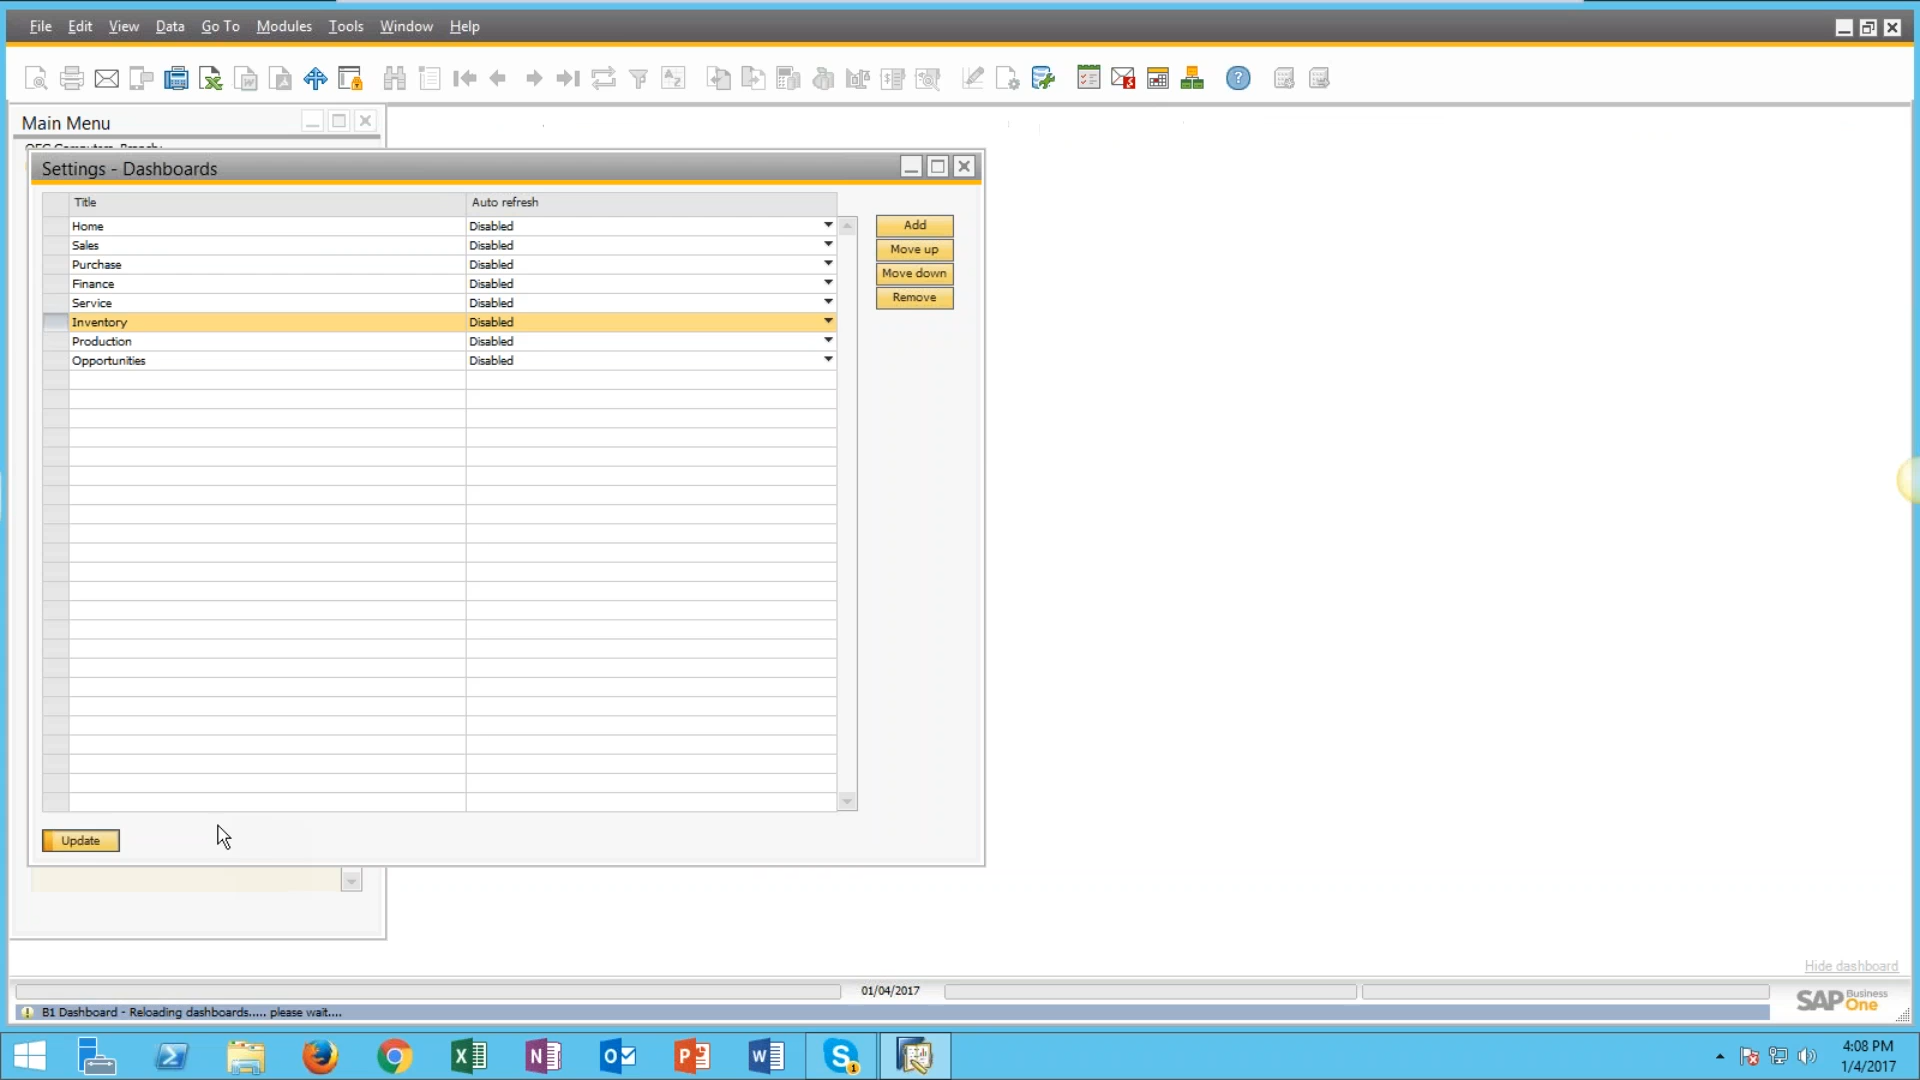 File Edit View Data Go To Modules Tools Window Help
Main Menu
Settings - Dashboards
Title Auto refresh
Home Disabled
Sales Disabled
Purchase Disabled
Finance Disabled
Service Disabled
Inventory Disabled
Production Disabled
Opportunities Disabled
Add
Move up
Move down
Remove
Update
Hide dashboard
01/04/2017
SAP Business One
B1 Dashboard - Reloading dashboards..... please wait....
4:08 PM
1/4/2017